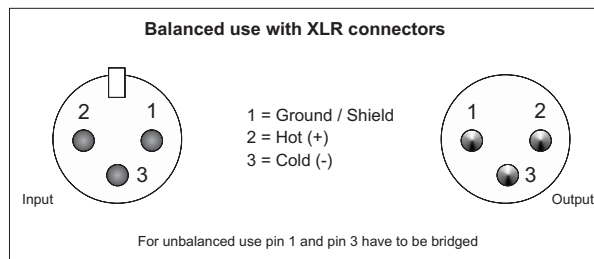 Balanced use with XLR connectors
2 1
3
Input
1 = Ground / Shield
2 = Hot (+)
3 = Cold (-)
1 2
3
Output
For unbalanced use pin 1 and pin 3 have to be bridged